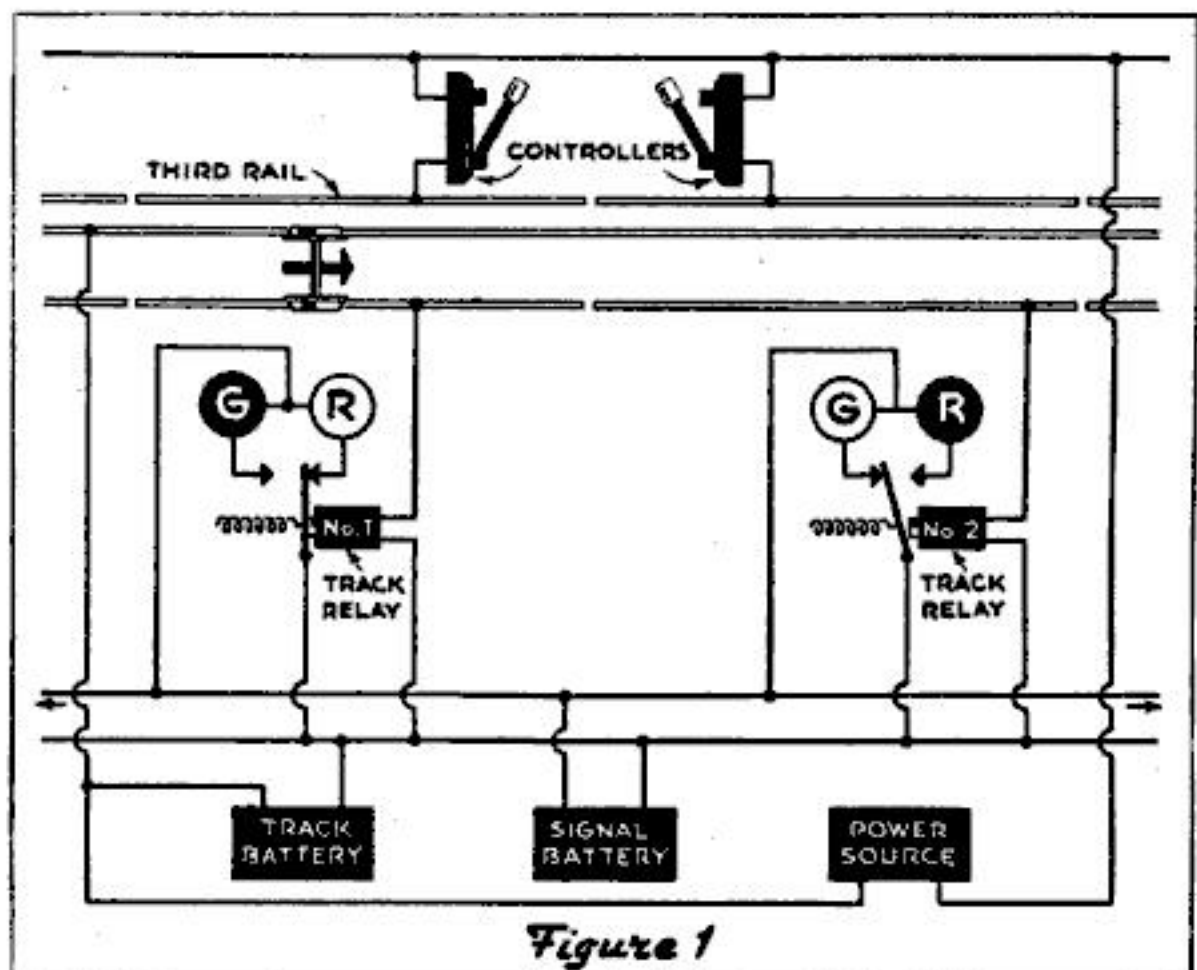 THIRD RAIL
CONTROLLERS
G
R
G
R
No. 1
TRACK
RELAY
No. 2
TRACK
RELAY
TRACK
BATTERY
SIGNAL
BATTERY
POWER
SOURCE
Figure 1